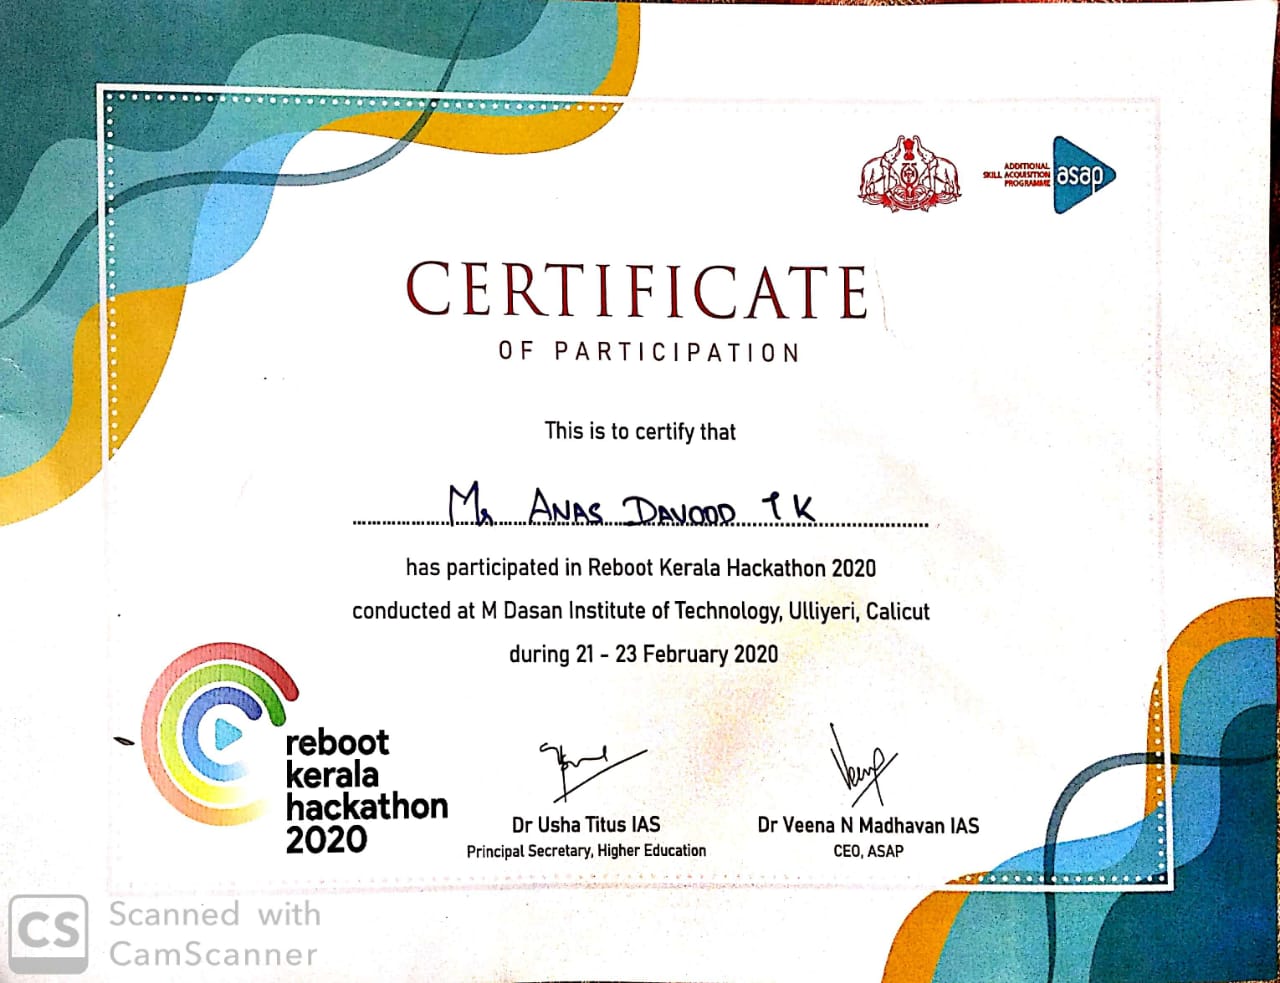 ADDITIONAL
SKILL ACQUISITION
PROGRAMME
asap
CERTIFICATE
OF PARTICIPATION
This is to certify that
Mr ANAS DAVOOD T K
has participated in Reboot Kerala Hackathon 2020
conducted at M Dasan Institute of Technology, Ulliyeri, Calicut
during 21 - 23 February 2020
reboot
kerala
hackathon
2020
Dr Usha Titus IAS
Principal Secretary, Higher Education
Dr Veena N Madhavan IAS
CEO, ASAP
CS
Scanned with
CamScanner